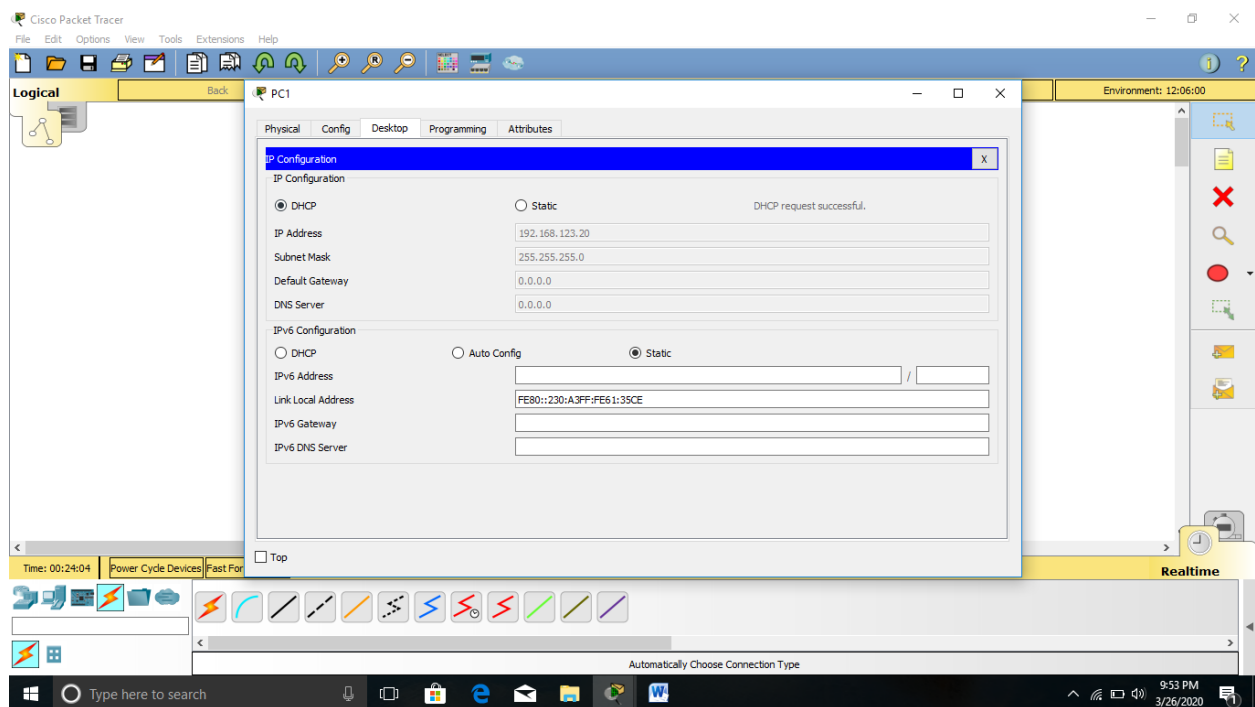 Cisco Packet Tracer
File Edit Options View Tools Extensions Help
Logical
Back
Environment: 12:06:00
PC1
Physical Config Desktop Programming Attributes
IP Configuration
X
IP Configuration
DHCP Static DHCP request successful.
IP Address 192.168.123.20
Subnet Mask 255.255.255.0
Default Gateway 0.0.0.0
DNS Server 0.0.0.0
IPv6 Configuration
DHCP Auto Config Static
IPv6 Address /
Link Local Address FE80::230:A3FF:FE61:35CE
IPv6 Gateway
IPv6 DNS Server
Top
Time: 00:24:04 Power Cycle Devices Fast For
Realtime
Automatically Choose Connection Type
Type here to search
9:53 PM
3/26/2020